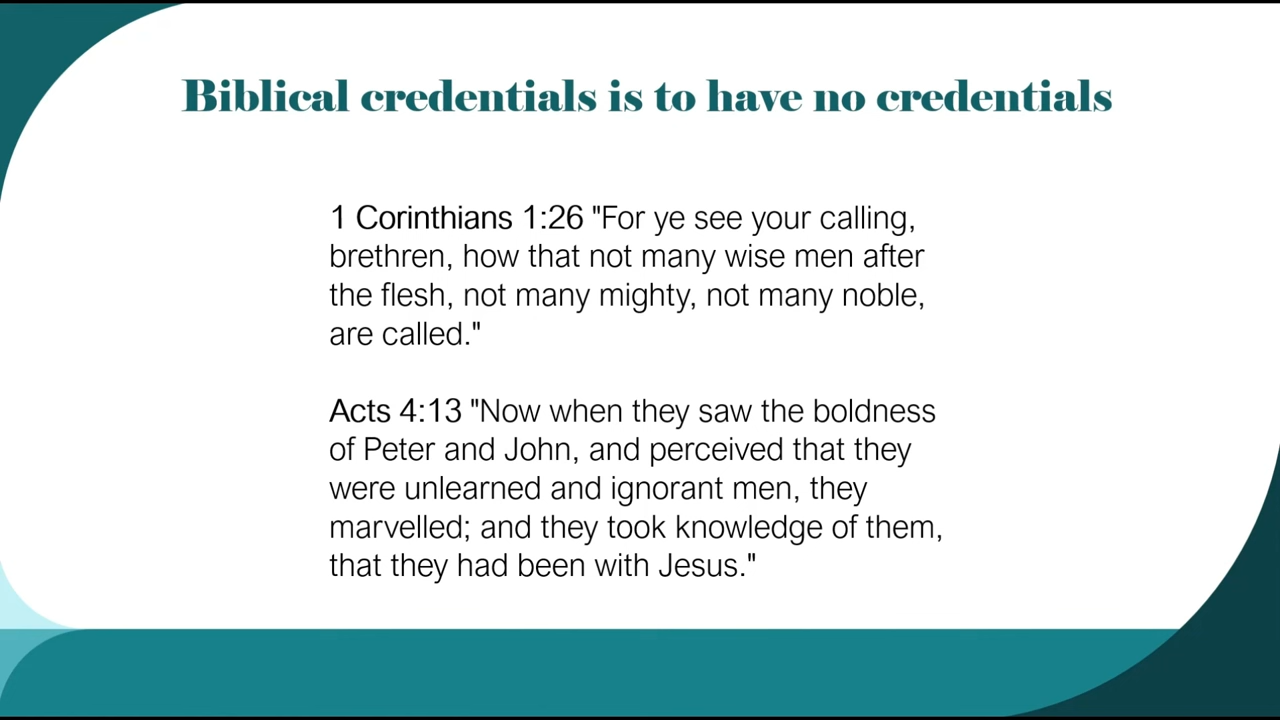 Biblical credentials is to have no credentials
1 Corinthians 1:26 "For ye see your calling,
brethren, how that not many wise men after
the flesh, not many mighty, not many noble,
are called."
Acts 4:13 "Now when they saw the boldness
of Peter and John, and perceived that they
were unlearned and ignorant men, they
marvelled; and they took knowledge of them,
that they had been with Jesus."